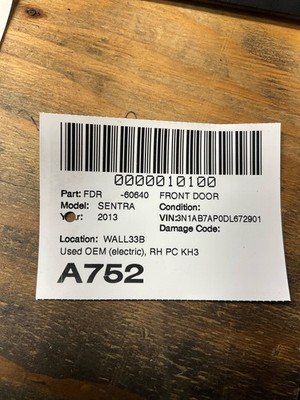 0000010100
Part: FDR -60640 FRONT DOOR
Model: SENTRA Condition:
Year: 2013 VIN:3N1AB7AP0DL672901
Damage Code:
Location: WALL33B
Used OEM (electric), RH PC KH3
A752